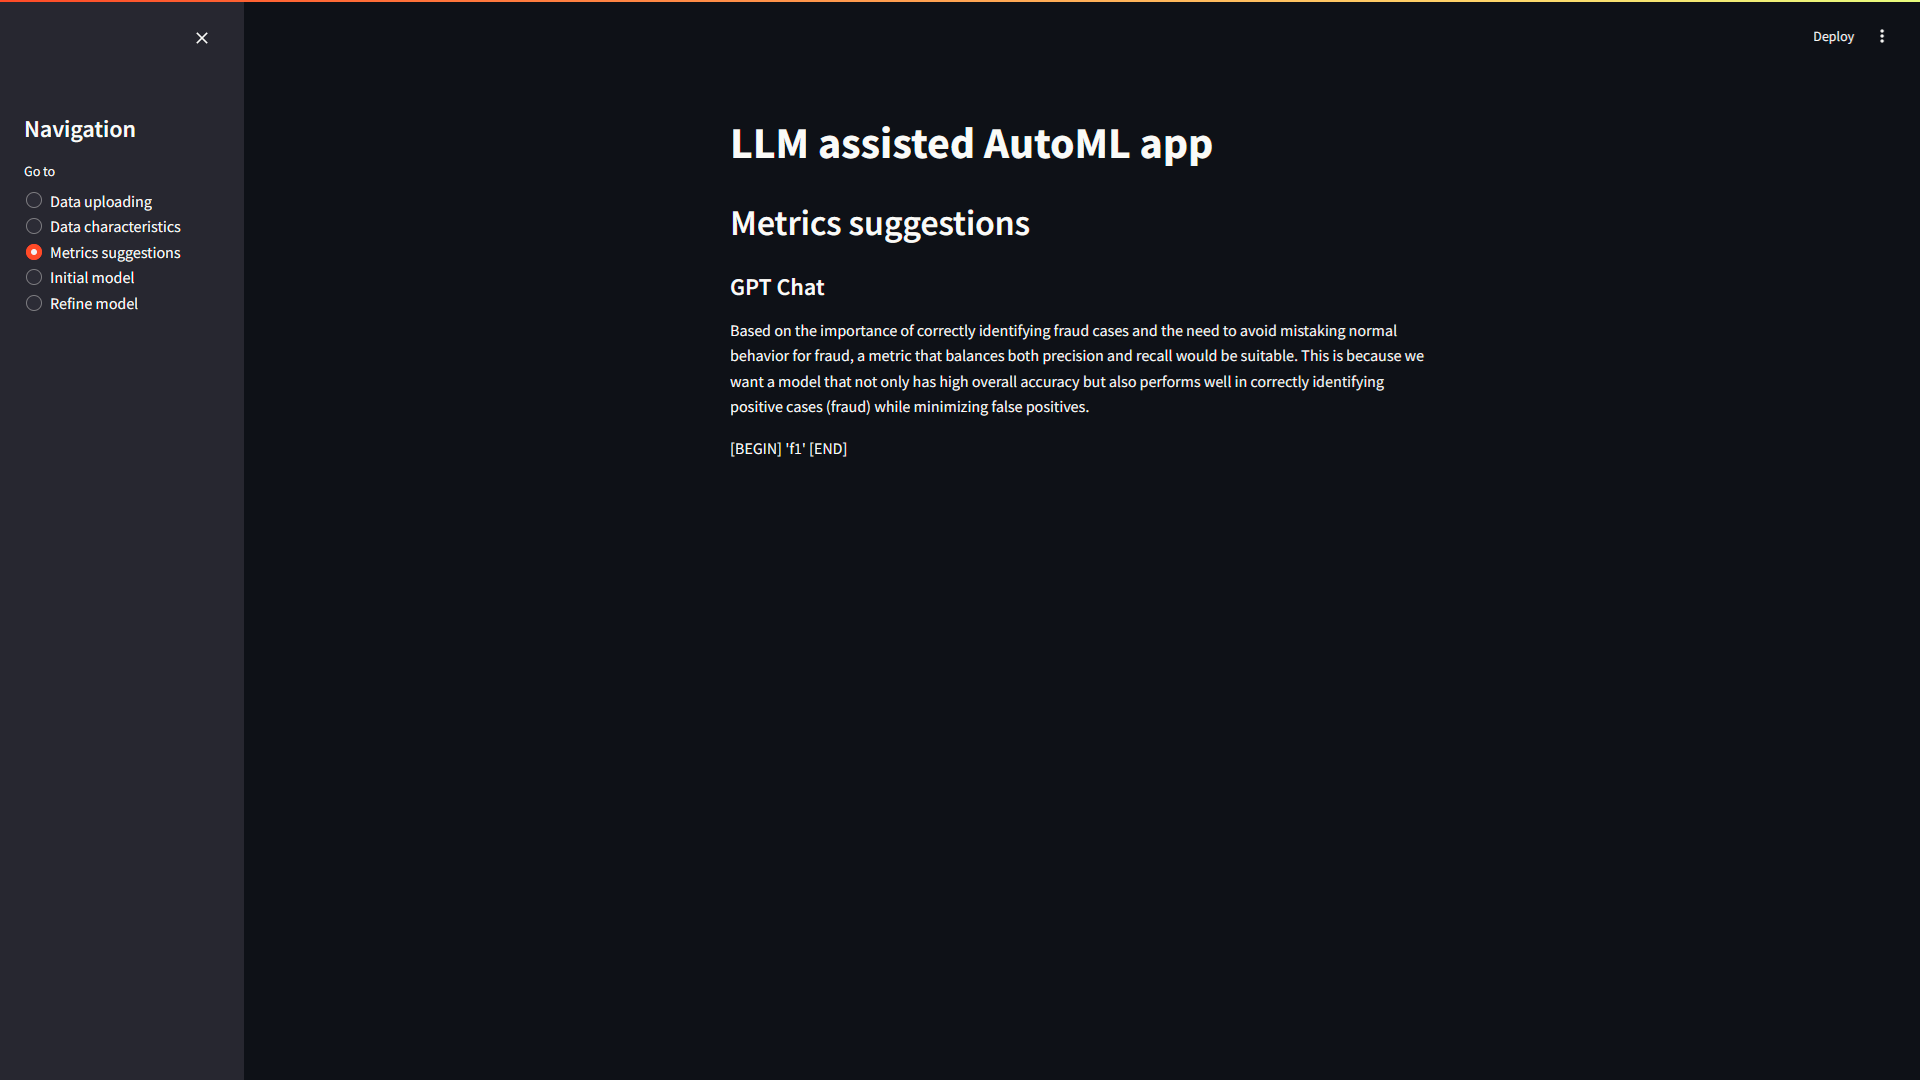 Deploy
Navigation
Go to
Data uploading
Data characteristics
Metrics suggestions
Initial model
Refine model
LLM assisted AutoML app
Metrics suggestions
GPT Chat
Based on the importance of correctly identifying fraud cases and the need to avoid mistaking normal
behavior for fraud, a metric that balances both precision and recall would be suitable. This is because we
want a model that not only has high overall accuracy but also performs well in correctly identifying
positive cases (fraud) while minimizing false positives.
[BEGIN] 'f1' [END]